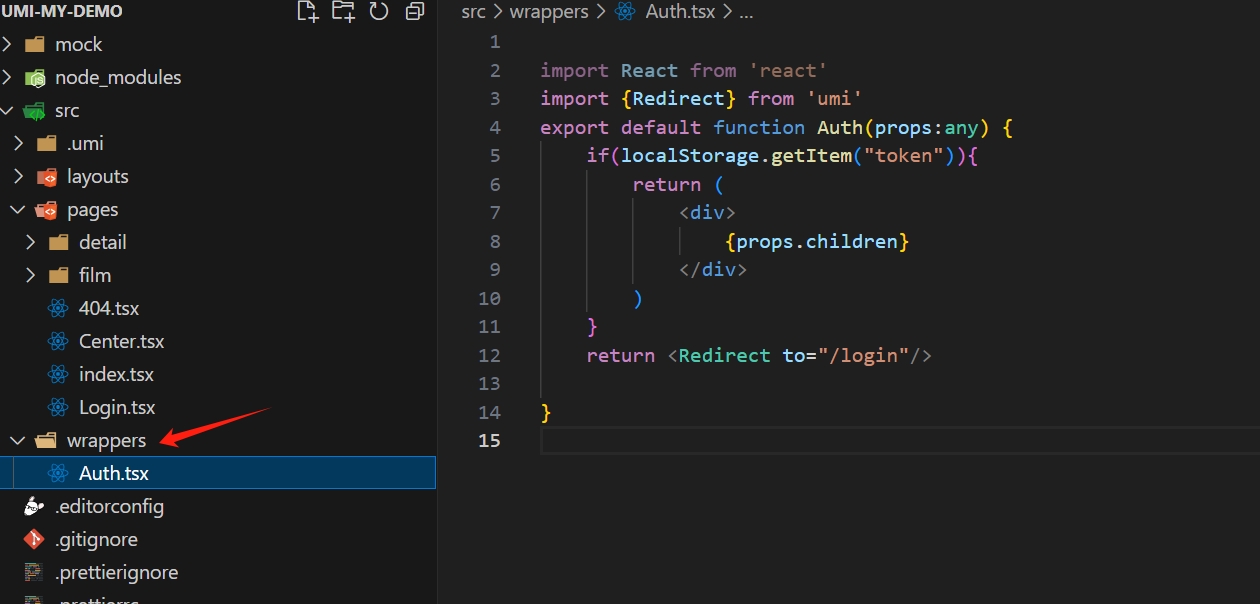 UMI-MY-DEMO
mock
node_modules
src
.umi
layouts
pages
detail
film
404.tsx
Center.tsx
index.tsx
Login.tsx
wrappers
Auth.tsx
.editorconfig
.gitignore
.prettierignore
.prettierrc
src > wrappers > Auth.tsx > ...
1
2 import React from 'react'
3 import {Redirect} from 'umi'
4 export default function Auth(props:any) {
5 if(localStorage.getItem("token")){
6 return (
7 <div>
8 {props.children}
9 </div>
10 )
11 }
12 return <Redirect to="/login"/>
13
14 }
15